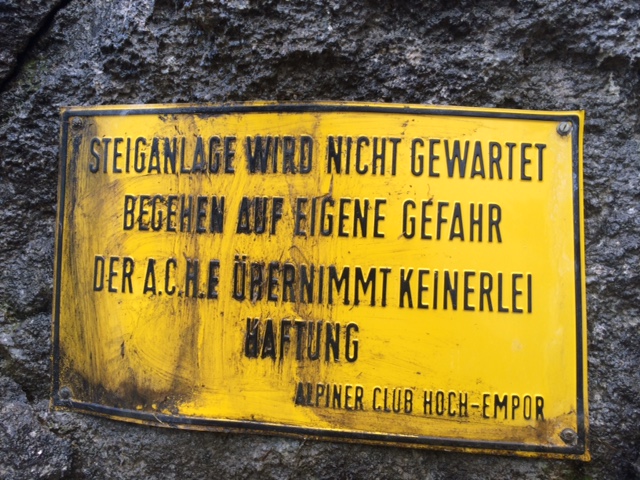 STEIGANLAGE WIRD NICHT GEWARTET
BEGEHEN AUF EIGENE GEFAHR
DER A.C.H.E ÜBERNIMMT KEINERLEI
HAFTUNG
ALPINER CLUB HOCH-EMPOR